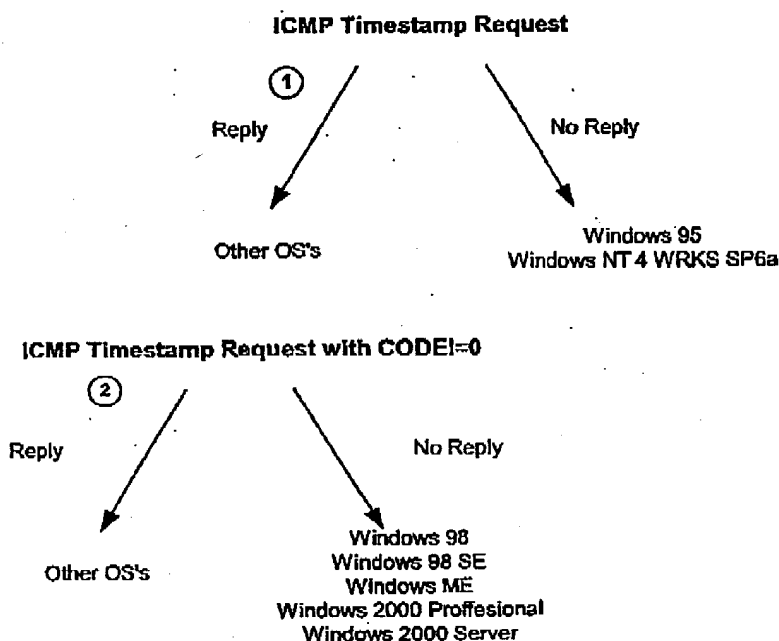 ICMP Timestamp Request
1
Reply
No Reply
Other OS's
Windows 95
Windows NT 4 WRKS SP6a
ICMP Timestamp Request with CODE!=0
2
Reply
No Reply
Other OS's
Windows 98
Windows 98 SE
Windows ME
Windows 2000 Proffesional
Windows 2000 Server